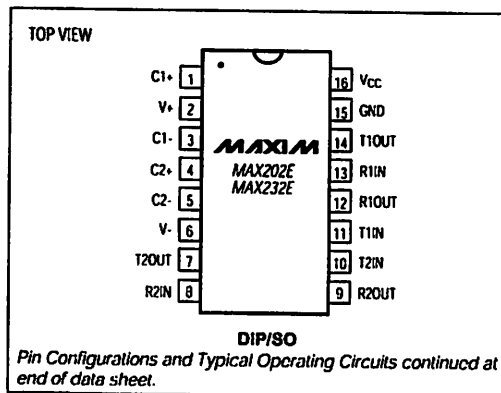 TOP VIEW
C1+ 1 16 VCC
V+ 2 15 GND
C1- 3 14 T1OUT
C2+ 4 13 R1IN
C2- 5 12 R1OUT
V- 6 11 T1IN
T2OUT 7 10 T2IN
R2IN 8 9 R2OUT
MAXIM
MAX202E
MAX232E
DIP/SO
Pin Configurations and Typical Operating Circuits continued at
end of data sheet.